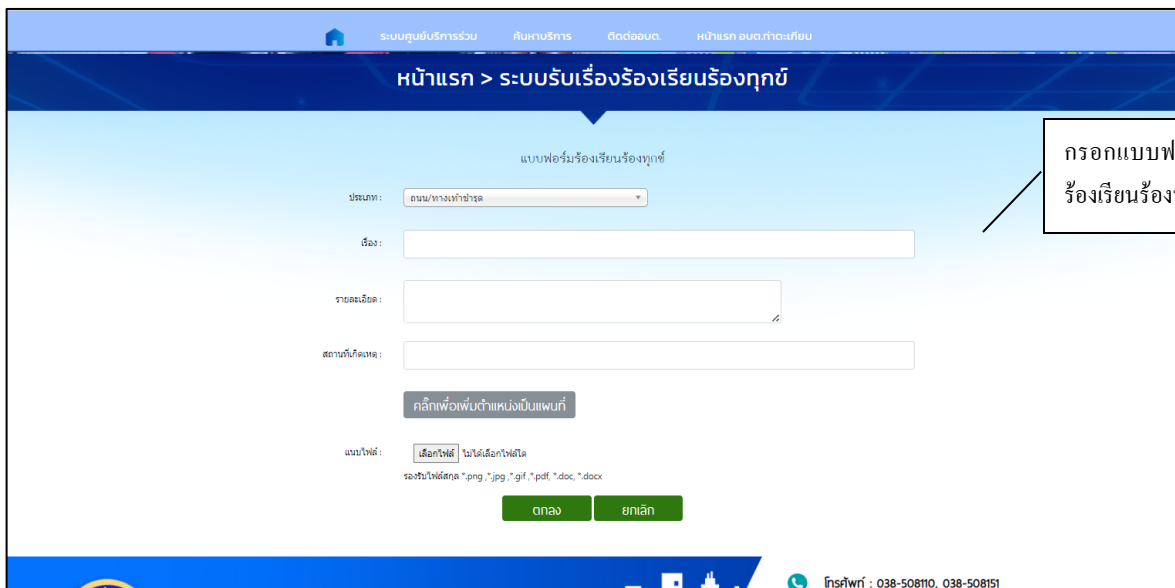 ระบบศูนย์บริการร่วม ค้นหาบริการ ติดต่ออบต. หน้าแรก อบต.ท่าตะเกียบ
หน้าแรก > ระบบรับเรื่องร้องเรียนร้องทุกข์
แบบฟอร์มร้องเรียนร้องทุกข์
กรอกแบบฟ
ร้องเรียนร้อง
ประเภท : ถนน/ทางเท้าชำรุด
เรื่อง :
รายละเอียด :
สถานที่เกิดเหตุ :
คลิ๊กเพื่อเพิ่มตำแหน่งเป็นแผนที่
แนบไฟล์ : เลือกไฟล์ ไม่ได้เลือกไฟล์ใด
รองรับไฟล์สกุล *.png ,*.jpg ,*.gif ,*.pdf, *.doc, *.docx
ตกลง ยกเลิก
โทรศัพท์ : 038-508110, 038-508151